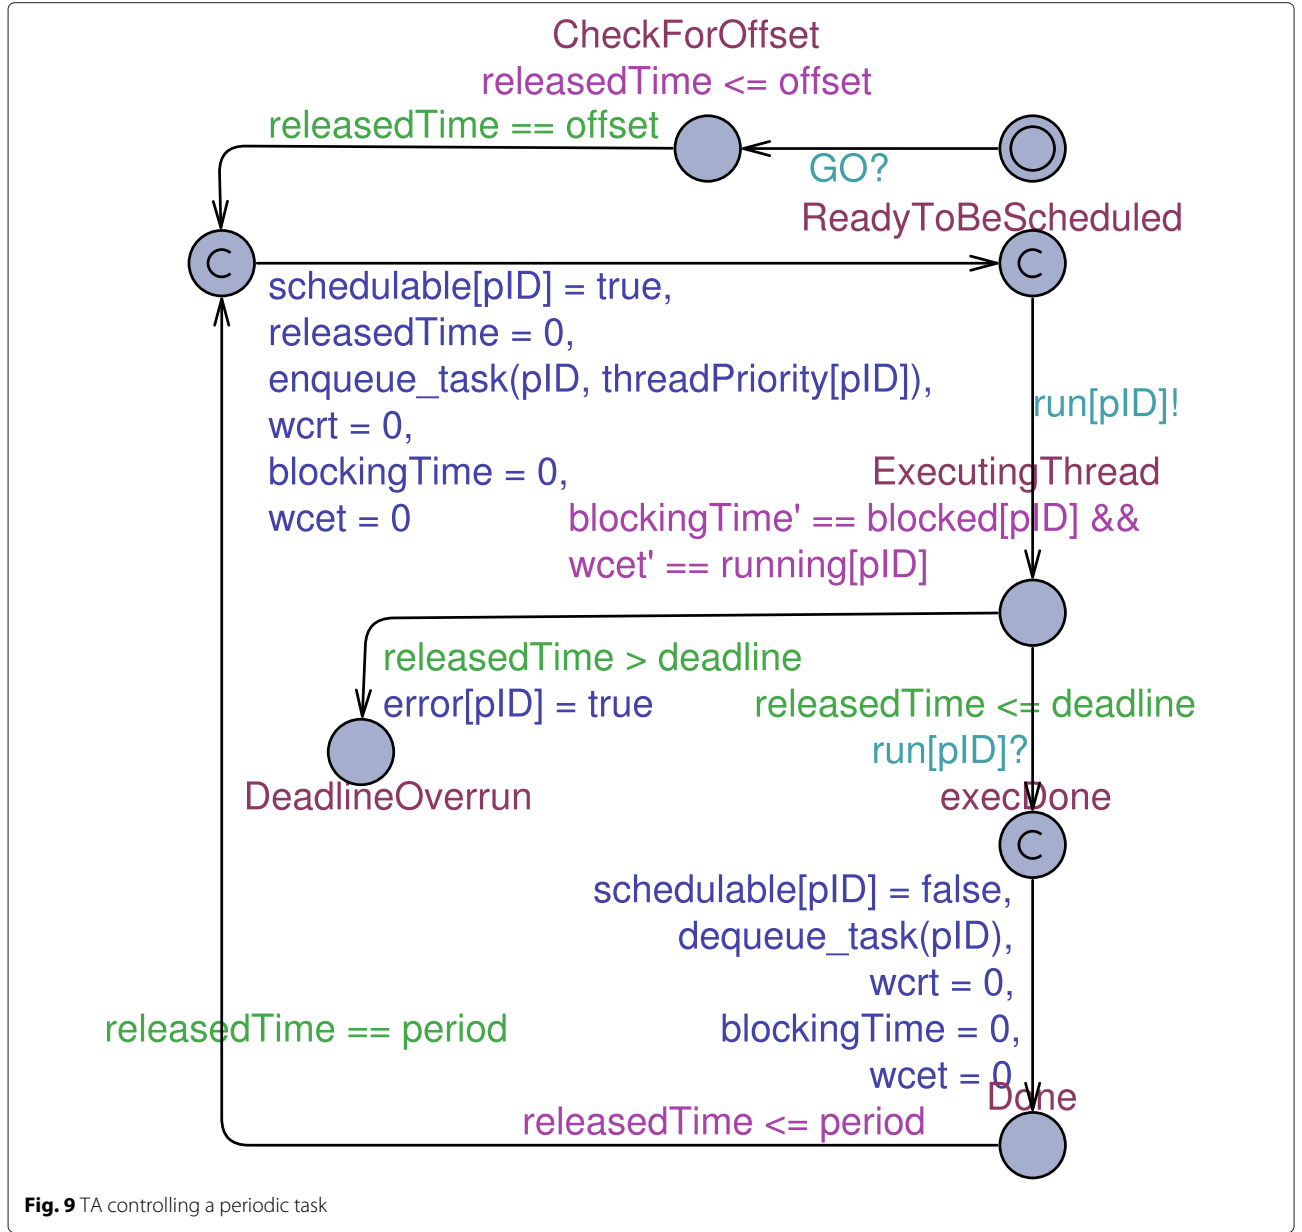 CheckForOffset
releasedTime <= offset
releasedTime == offset
GO?
ReadyToBeScheduled
C
C
schedulable[pID] = true,
releasedTime = 0,
enqueue_task(pID, threadPriority[pID]),
wcrt = 0,
blockingTime = 0,
wcet = 0
run[pID]!
ExecutingThread
blockingTime' == blocked[pID] &&
wcet' == running[pID]
releasedTime > deadline
error[pID] = true
DeadlineOverrun
releasedTime <= deadline
run[pID]?
execDone
C
schedulable[pID] = false,
dequeue_task(pID),
wcrt = 0,
blockingTime = 0,
wcet = 0
releasedTime == period
Done
releasedTime <= period
Fig. 9 TA controlling a periodic task